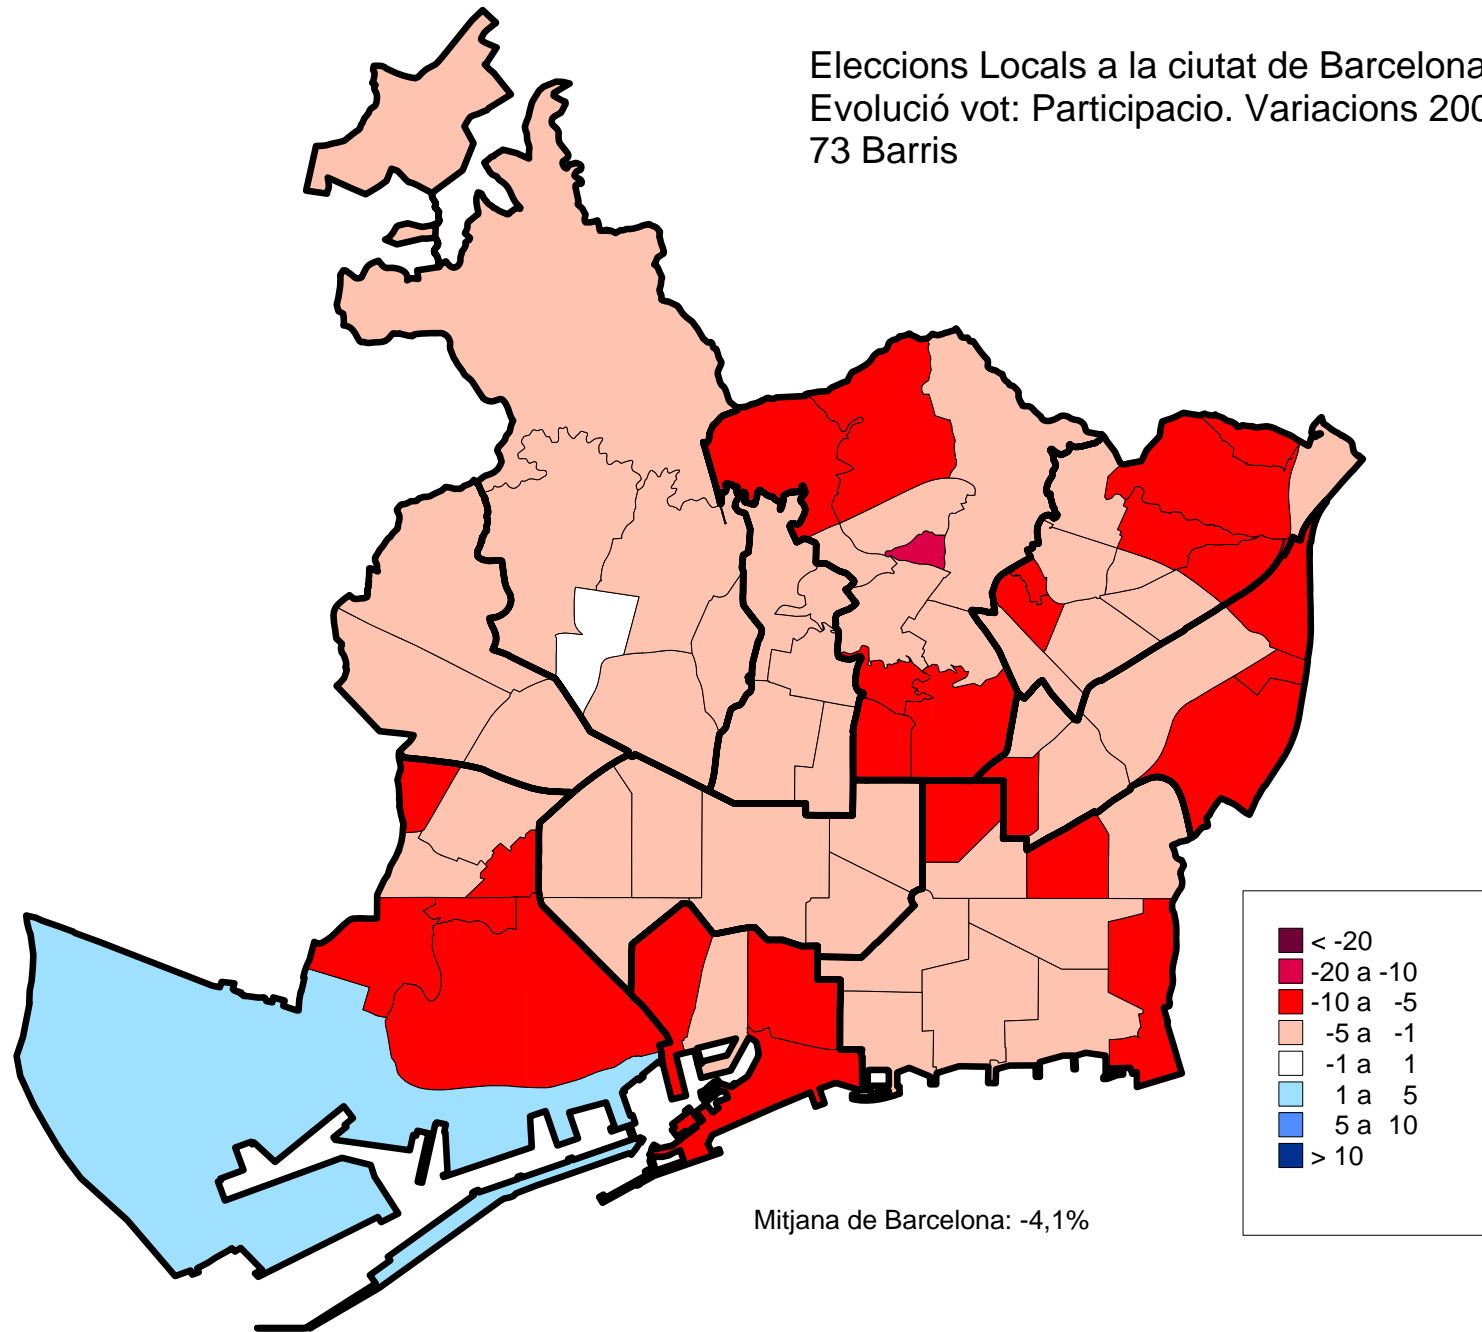 Eleccions Locals a la ciutat de Barcelona
Evolució vot: Participacio. Variacions 200
73 Barris
< -20
-20 a -10
-10 a -5
-5 a -1
-1 a 1
1 a 5
5 a 10
> 10
Mitjana de Barcelona: -4,1%